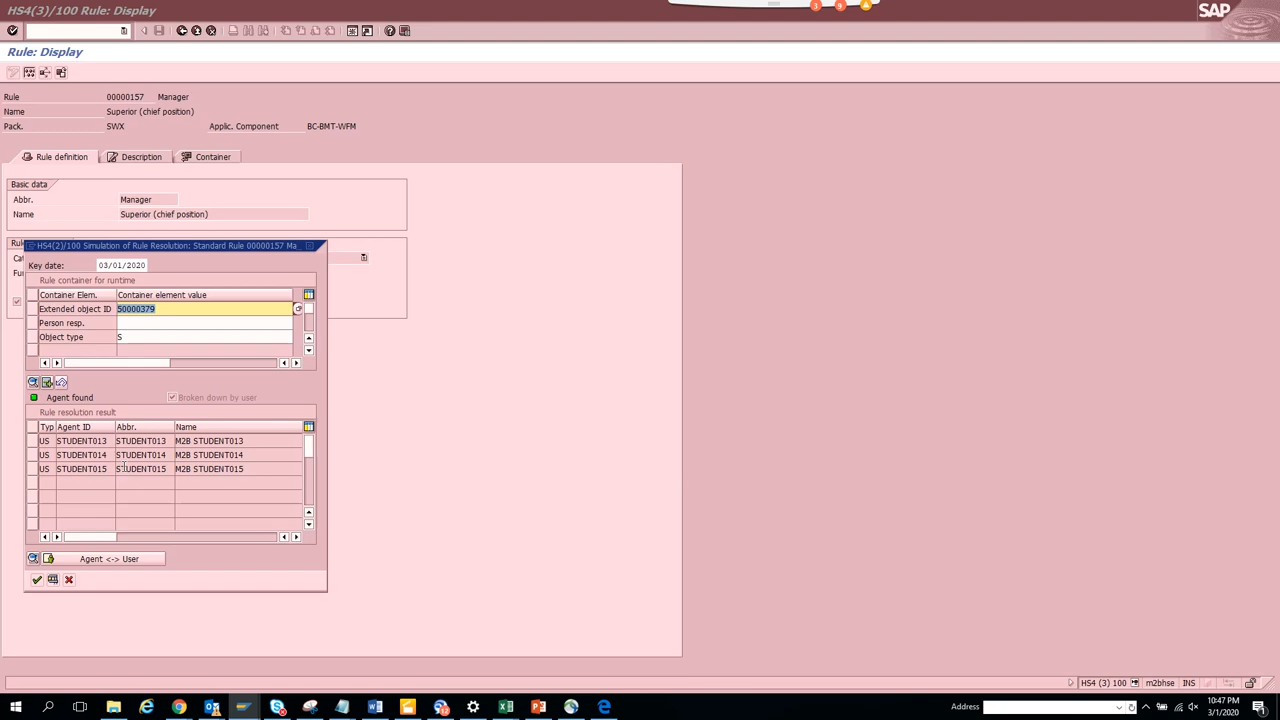 HS4(3)/100 Rule: Display
3
9
SAP
Rule: Display
Rule 00000157 Manager
Name Superior (chief position)
Pack. SWX Applic. Component BC-BMT-WFM
Rule definition Description Container
Basic data
Abbr. Manager
Name Superior (chief position)
HS4(2)/100 Simulation of Rule Resolution: Standard Rule 00000157 Ma_
Key date: 03/01/2020
Rule container for runtime
Container Elem. Container element value
Extended object ID 50000379
Person resp.
Object type S
Agent found Broken down by user
Rule resolution result
Typ Agent ID Abbr. Name
US STUDENT013 STUDENT013 M2B STUDENT013
US STUDENT014 STUDENT014 M2B STUDENT014
US STUDENT015 STUDENT015 M2B STUDENT015
Agent <-> User
HS4 (3) 100 m2bhse INS
Address
10:47 PM
3/1/2020